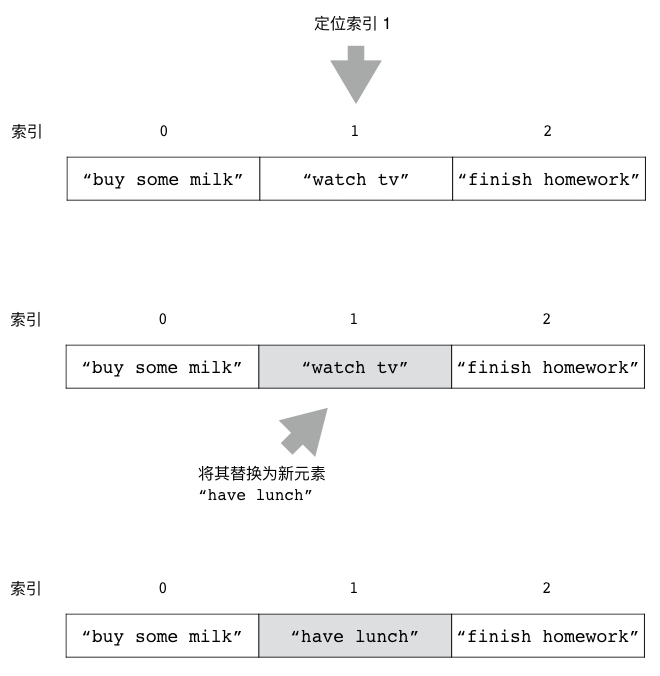 定位索引 1
索引 0 1 2
“buy some milk” “watch tv” “finish homework”
索引 0 1 2
“buy some milk” “watch tv” “finish homework”
将其替换为新元素
“have lunch”
索引 0 1 2
“buy some milk” “have lunch” “finish homework”